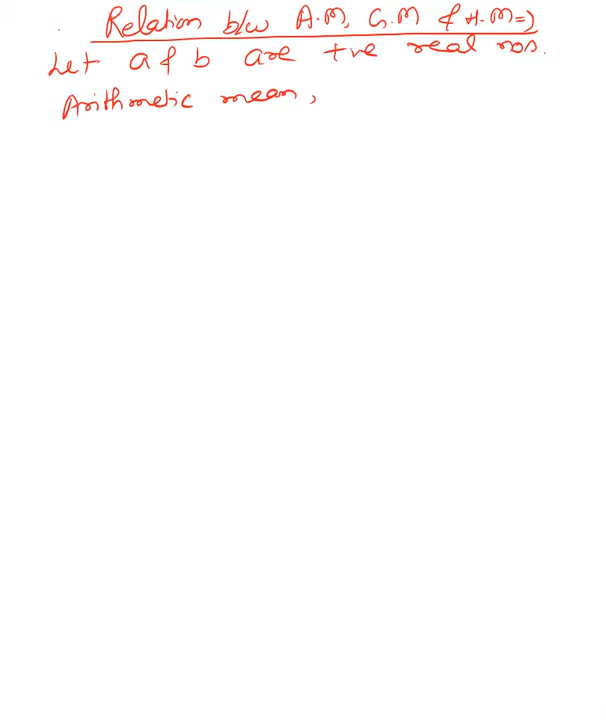 Relation b/w A.M, G.M & H.M =)
Let a & b are +ve real nos.
Arithmetic mean,